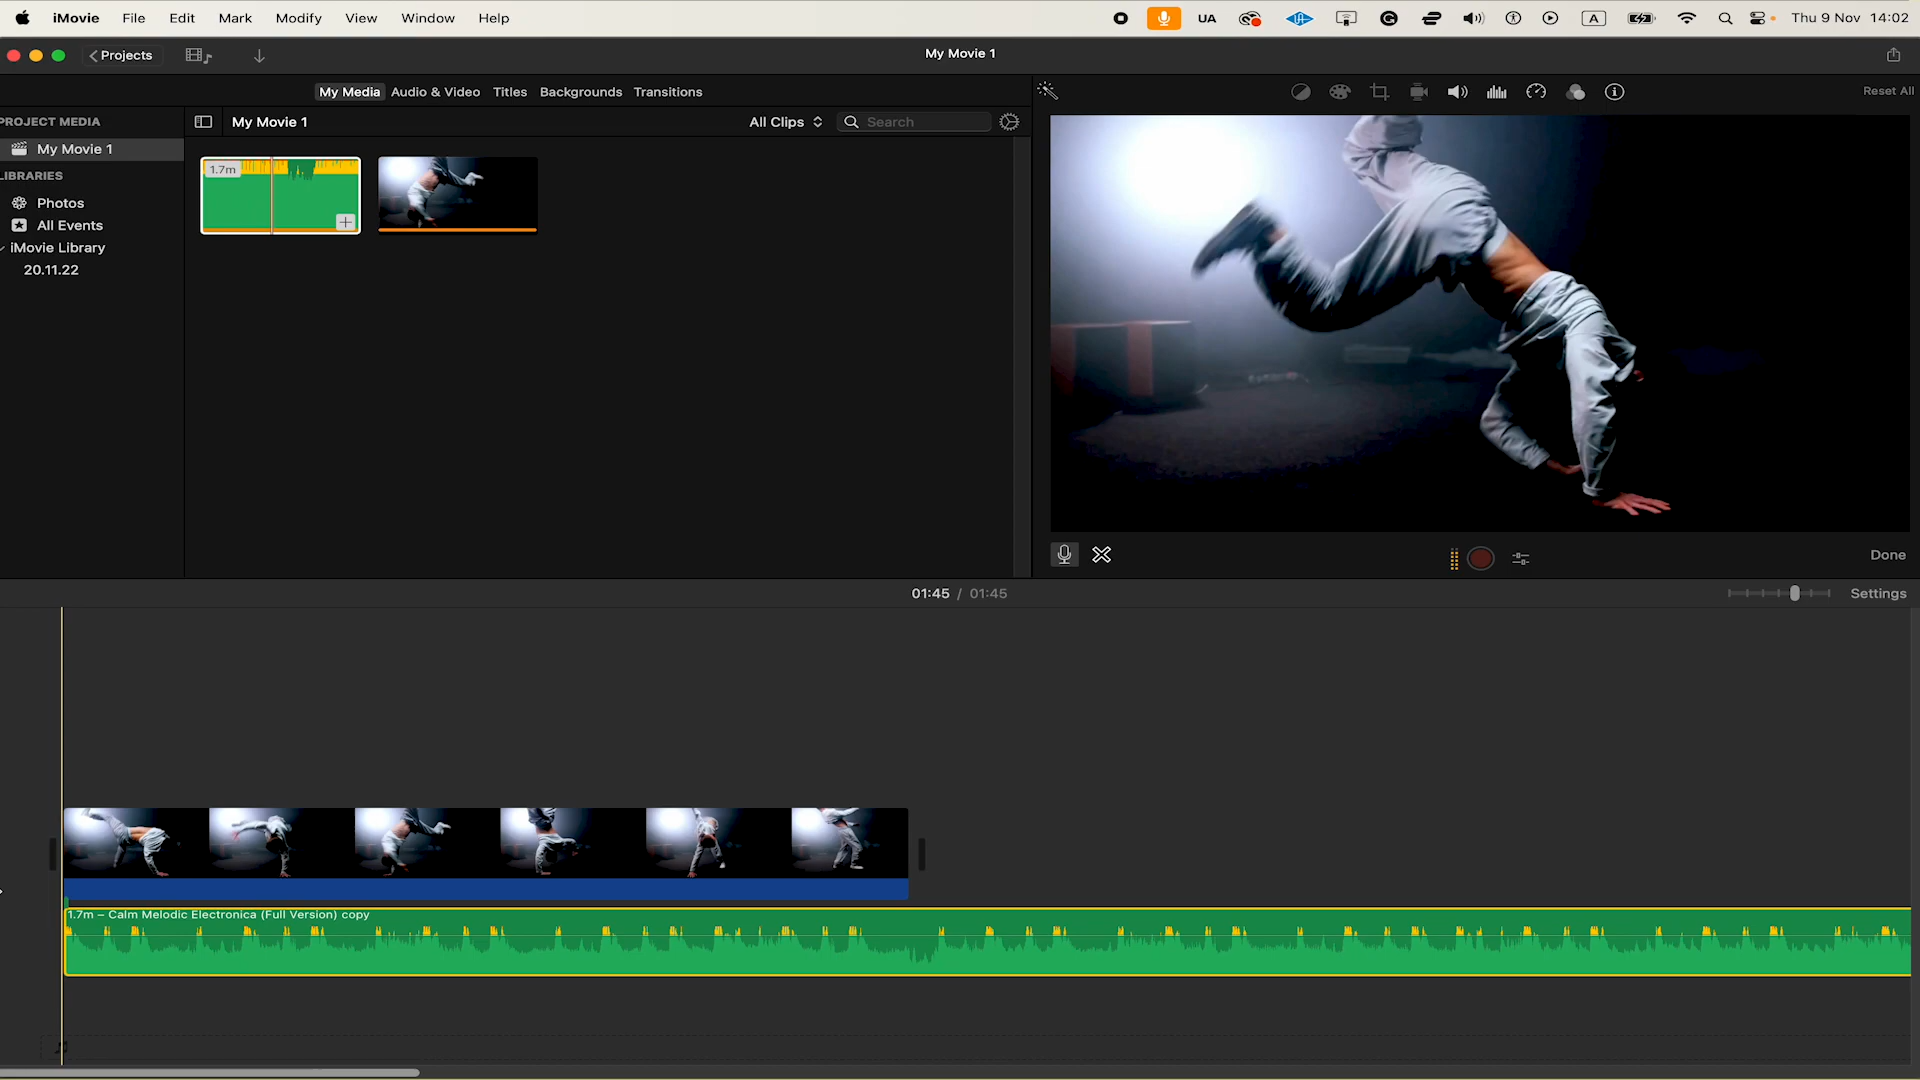 iMovie File Edit Mark Modify View Window Help UA A Thu 9 Nov 14:02
Projects My Movie 1
My Media Audio & Video Titles Backgrounds Transitions Reset All
PROJECT MEDIA My Movie 1 All Clips Search
My Movie 1
LIBRARIES
1.7m
Photos
All Events
iMovie Library
20.11.22
Done
01:45 / 01:45 Settings
1.7m – Calm Melodic Electronica (Full Version) copy